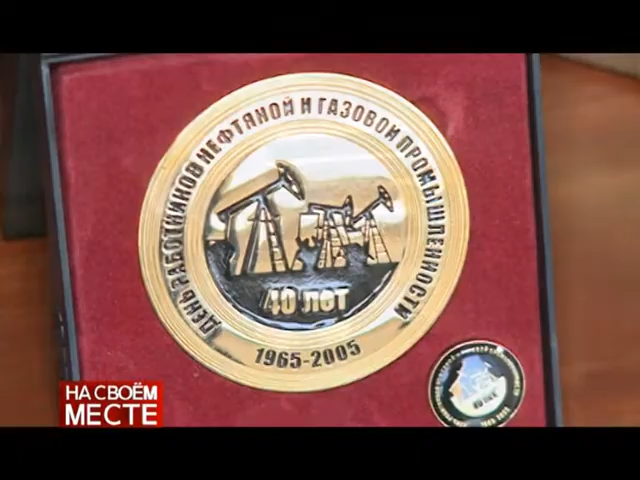 ДЕНЬ РАБОТНИКОВ НЕФТЯНОЙ И ГАЗОВОЙ ПРОМЫШЛЕННОСТИ
40 ЛЕТ
1965-2005
НА СВОЁМ
МЕСТЕ